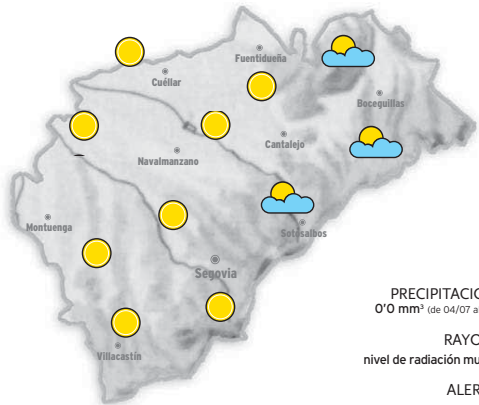 Fuentidueña
Cuéllar
Boceguillas
Cantalejo
Navalmanzano
Montuenga
Sotosalbos
Segovia
PRECIPITACIO
0'0 mm³ (de 04/07 a
RAYO
nivel de radiación mu
Villacastín
ALER